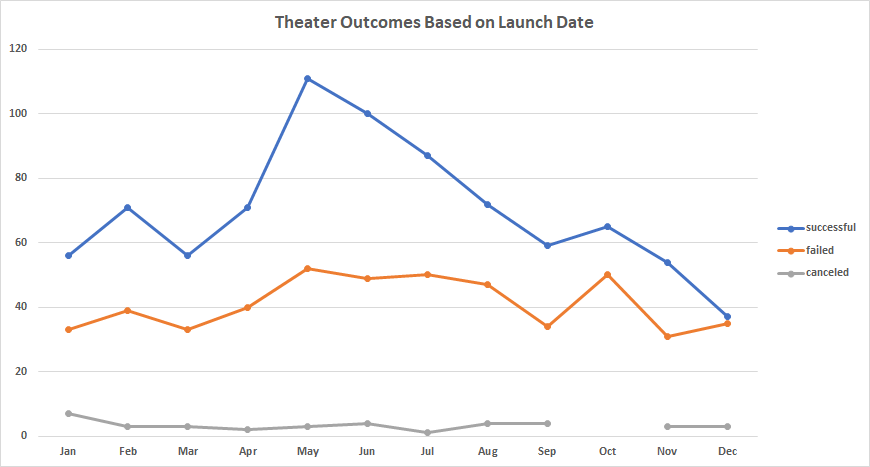 Theater Outcomes Based on Launch Date
120
100
80
60
40
20
0
Jan Feb Mar Apr May Jun Jul Aug Sep Oct Nov Dec
successful
failed
canceled